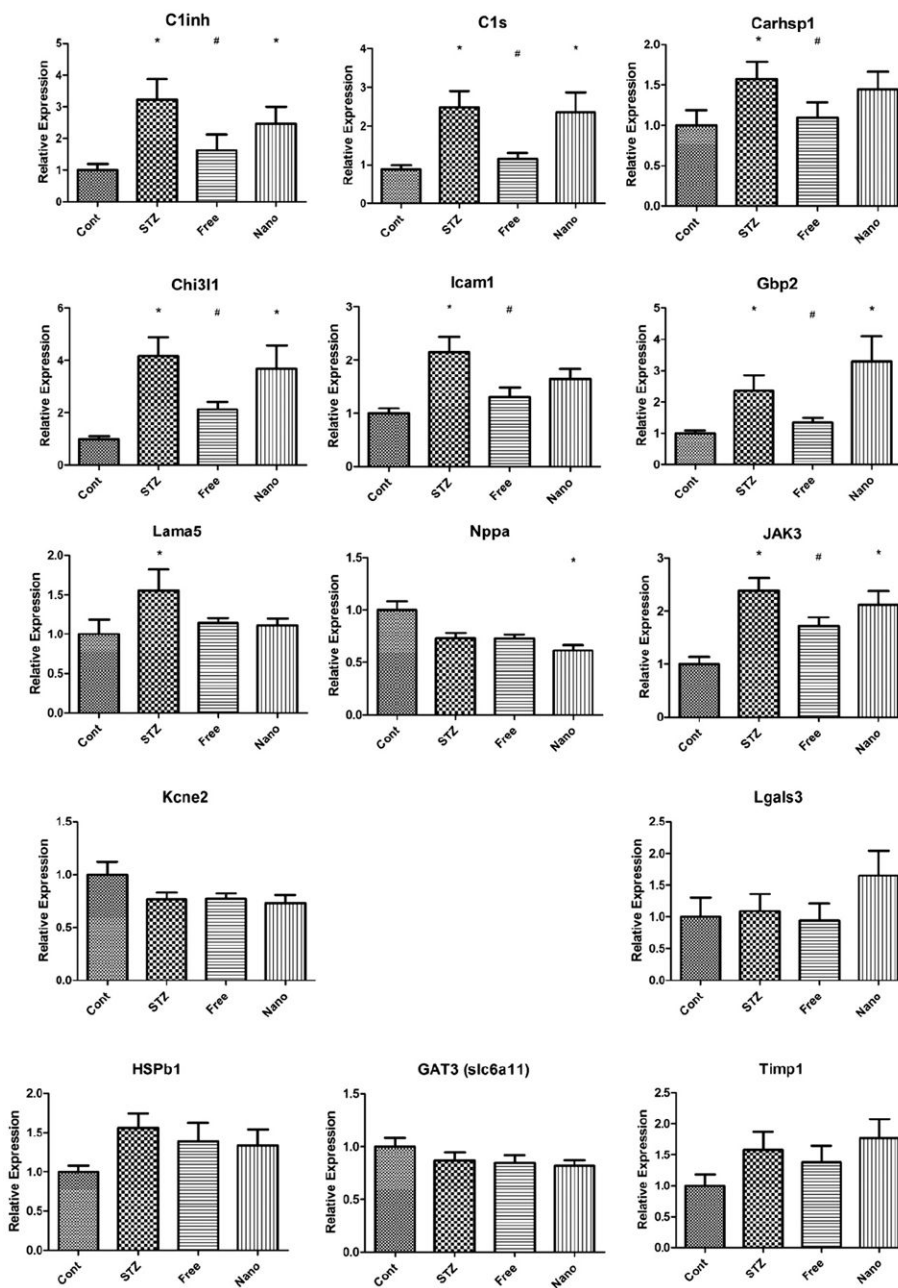 C1inh
Relative Expression
5
4
3
2
1
0
*
#
*
Cont
STZ
Free
Nano
C1s
Relative Expression
4
3
2
1
0
*
#
*
Cont
STZ
Free
Nano
Carhsp1
Relative Expression
2.0
1.5
1.0
0.5
0.0
*
#
Cont
STZ
Free
Nano
Chi3l1
Relative Expression
6
4
2
0
*
#
*
Cont
STZ
Free
Nano
Icam1
Relative Expression
3
2
1
0
*
#
Cont
STZ
Free
Nano
Gbp2
Relative Expression
5
4
3
2
1
0
*
#
*
Cont
STZ
Free
Nano
Lama5
Relative Expression
2.0
1.5
1.0
0.5
0.0
*
Cont
STZ
Free
Nano
Nppa
Relative Expression
1.5
1.0
0.5
0.0
*
Cont
STZ
Free
Nano
JAK3
Relative Expression
3
2
1
0
*
#
*
Cont
STZ
Free
Nano
Kcne2
Relative Expression
1.5
1.0
0.5
0.0
Cont
STZ
Free
Nano
Lgals3
Relative Expression
2.5
2.0
1.5
1.0
0.5
0.0
Cont
STZ
Free
Nano
HSPb1
Relative Expression
2.0
1.5
1.0
0.5
0.0
Cont
STZ
Free
Nano
GAT3 (slc6a11)
Relative Expression
1.5
1.0
0.5
0.0
Cont
STZ
Free
Nano
Timp1
Relative Expression
2.5
2.0
1.5
1.0
0.5
0.0
Cont
STZ
Free
Nano